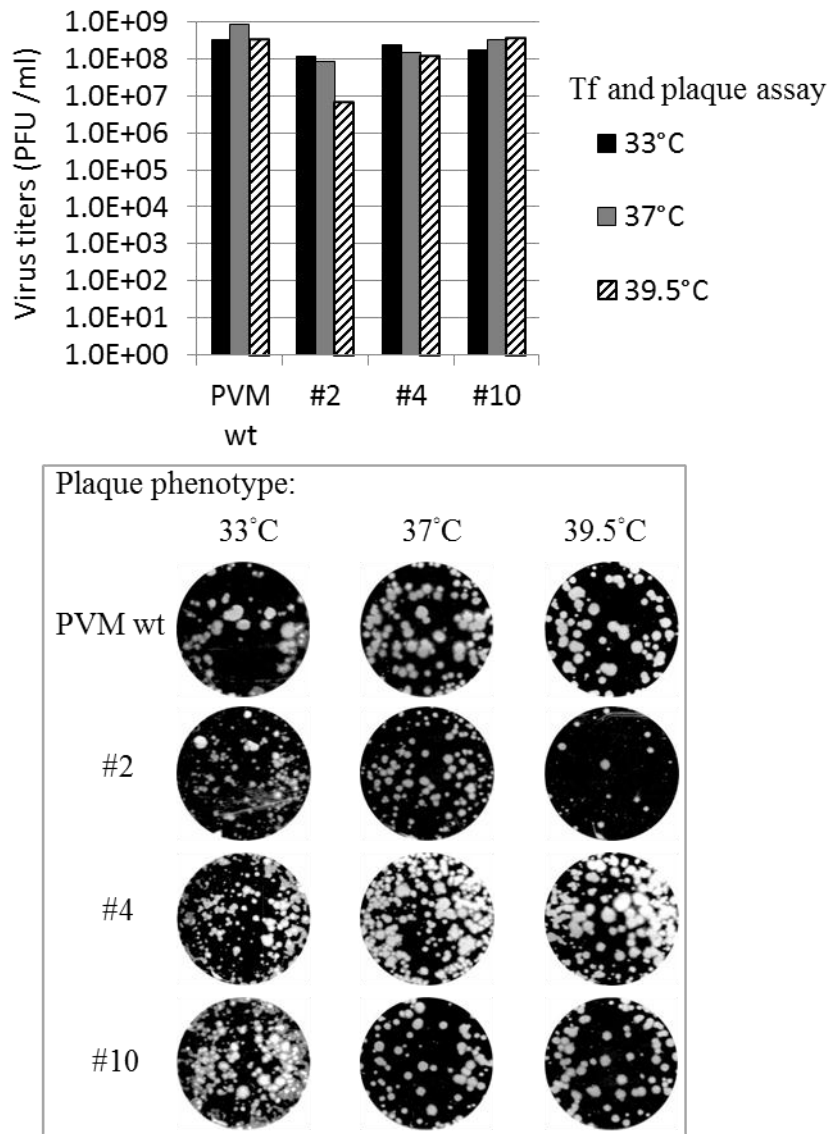 Virus titers (PFU /ml)
1.0E+09
1.0E+08
1.0E+07
1.0E+06
1.0E+05
1.0E+04
1.0E+03
1.0E+02
1.0E+01
1.0E+00
PVM wt
#2
#4
#10
Tf and plaque assay
33°C
37°C
39.5°C
Plaque phenotype:
33°C 37°C 39.5°C
PVM wt
#2
#4
#10